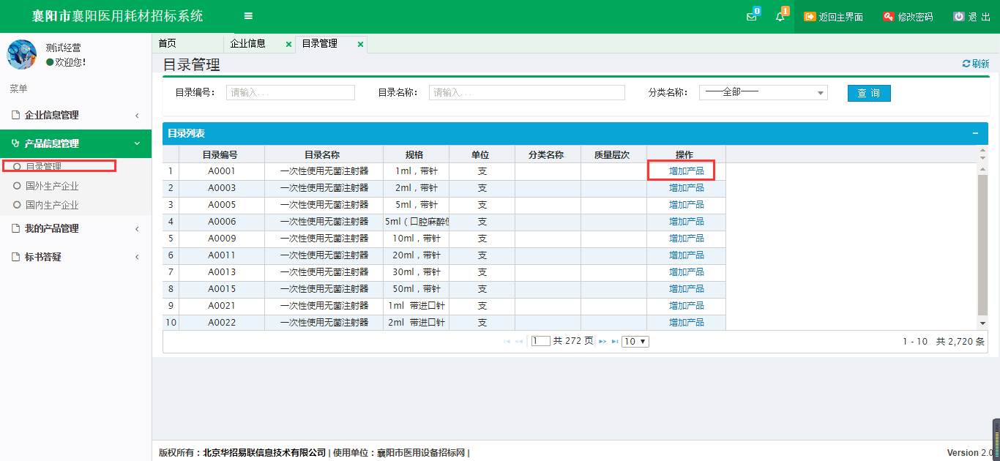 襄阳市襄阳医用耗材招标系统
0
1
返回主界面
修改密码
退 出
测试经营
欢迎您!
菜单
企业信息管理
产品信息管理
目录管理
国外生产企业
国内生产企业
我的产品管理
标书答疑
首页
企业信息
目录管理
目录管理
刷新
目录编号: 请输入... 目录名称: 请输入... 分类名称: ——全部—— 查 询
目录列表
目录编号 目录名称 规格 单位 分类名称 质量层次 操作
1 A0001 一次性使用无菌注射器 1ml,带针 支 增加产品
2 A0003 一次性使用无菌注射器 2ml,带针 支 增加产品
3 A0005 一次性使用无菌注射器 5ml,带针 支 增加产品
4 A0006 一次性使用无菌注射器 5ml(口腔麻醉 支 增加产品
5 A0009 一次性使用无菌注射器 10ml,带针 支 增加产品
6 A0011 一次性使用无菌注射器 20ml,带针 支 增加产品
7 A0013 一次性使用无菌注射器 30ml,带针 支 增加产品
8 A0015 一次性使用无菌注射器 50ml,带针 支 增加产品
9 A0021 一次性使用无菌注射器 1ml 带进口针 支 增加产品
10 A0022 一次性使用无菌注射器 2ml 带进口针 支 增加产品
1 共 272 页 10 1 - 10 共 2,720 条
版权所有:北京华招易联信息技术有限公司 | 使用单位:襄阳市医用设备招标网 | Version 2.0